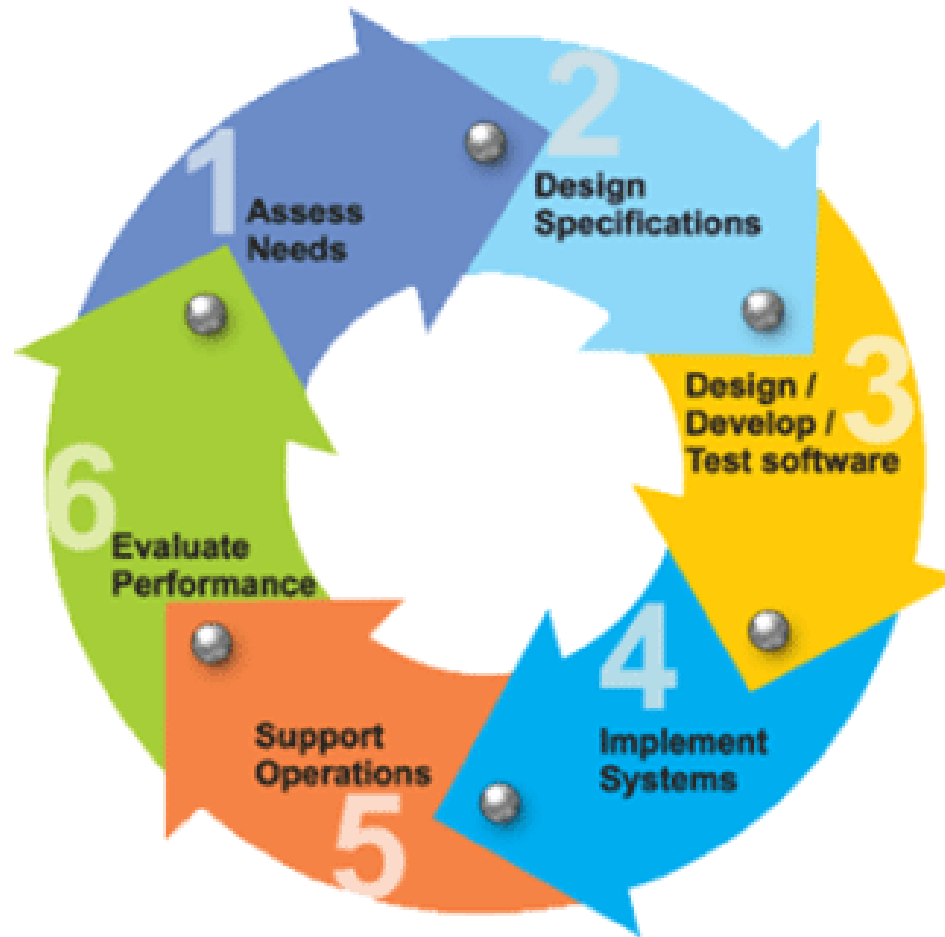 1
Assess
Needs
2
Design
Specifications
3
Design /
Develop /
Test software
4
Implement
Systems
Support
Operations
5
6
Evaluate
Performance